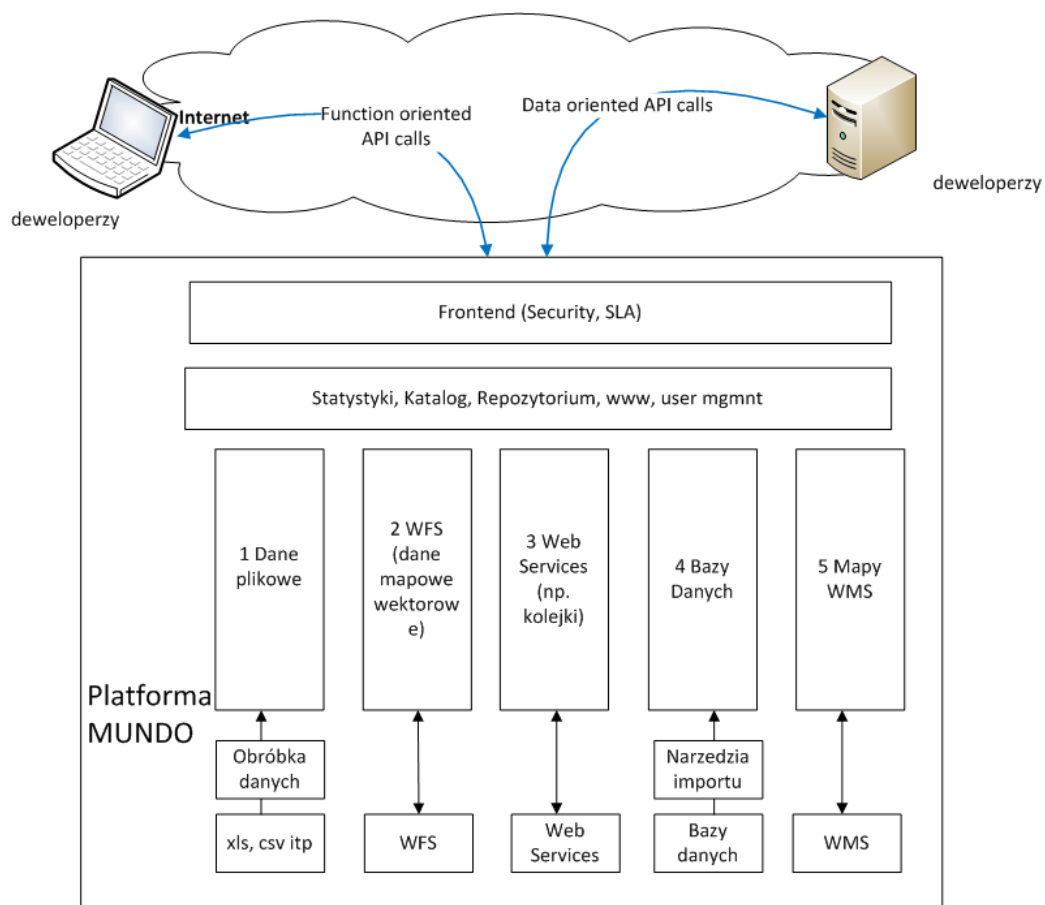 Internet
Function oriented
API calls
Data oriented API calls
deweloperzy
deweloperzy
Frontend (Security, SLA)
Statystyki, Katalog, Repozytorium, www, user mgmnt
1 Dane
plikowe
2 WFS
(dane
mapowe
wektorow
e)
3 Web
Services
(np.
kolejki)
4 Bazy
Danych
5 Mapy
WMS
Platforma
MUNDO
Obróbka
danych
Narzedzia
importu
xls, csv itp
WFS
Web
Services
Bazy
danych
WMS